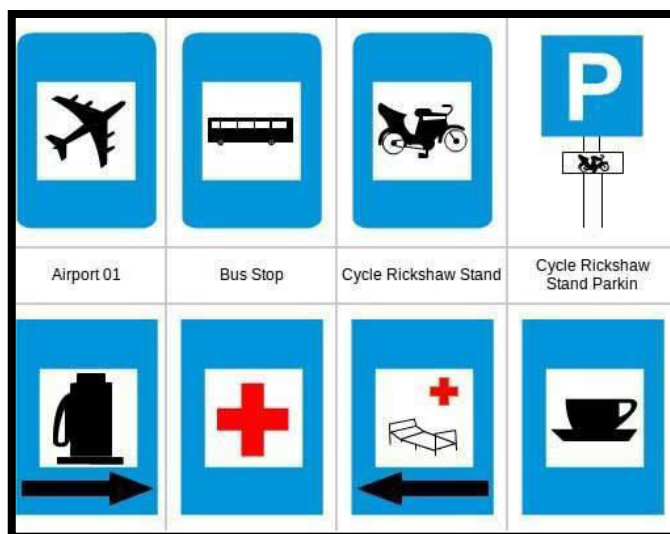 P
Airport 01
Bus Stop
Cycle Rickshaw Stand
Cycle Rickshaw
Stand Parkin